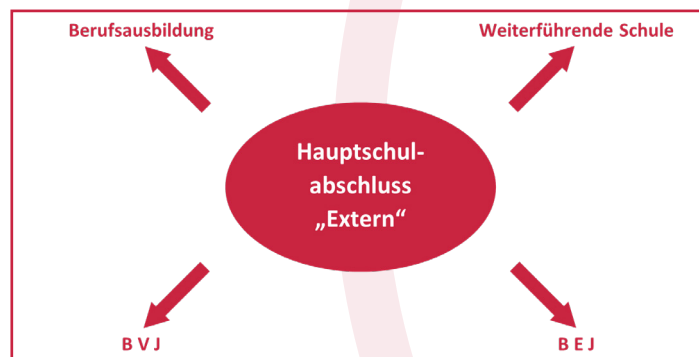 Berufsausbildung
Weiterführende Schule
Hauptschul-
abschluss
„Extern“
B V J
B E J